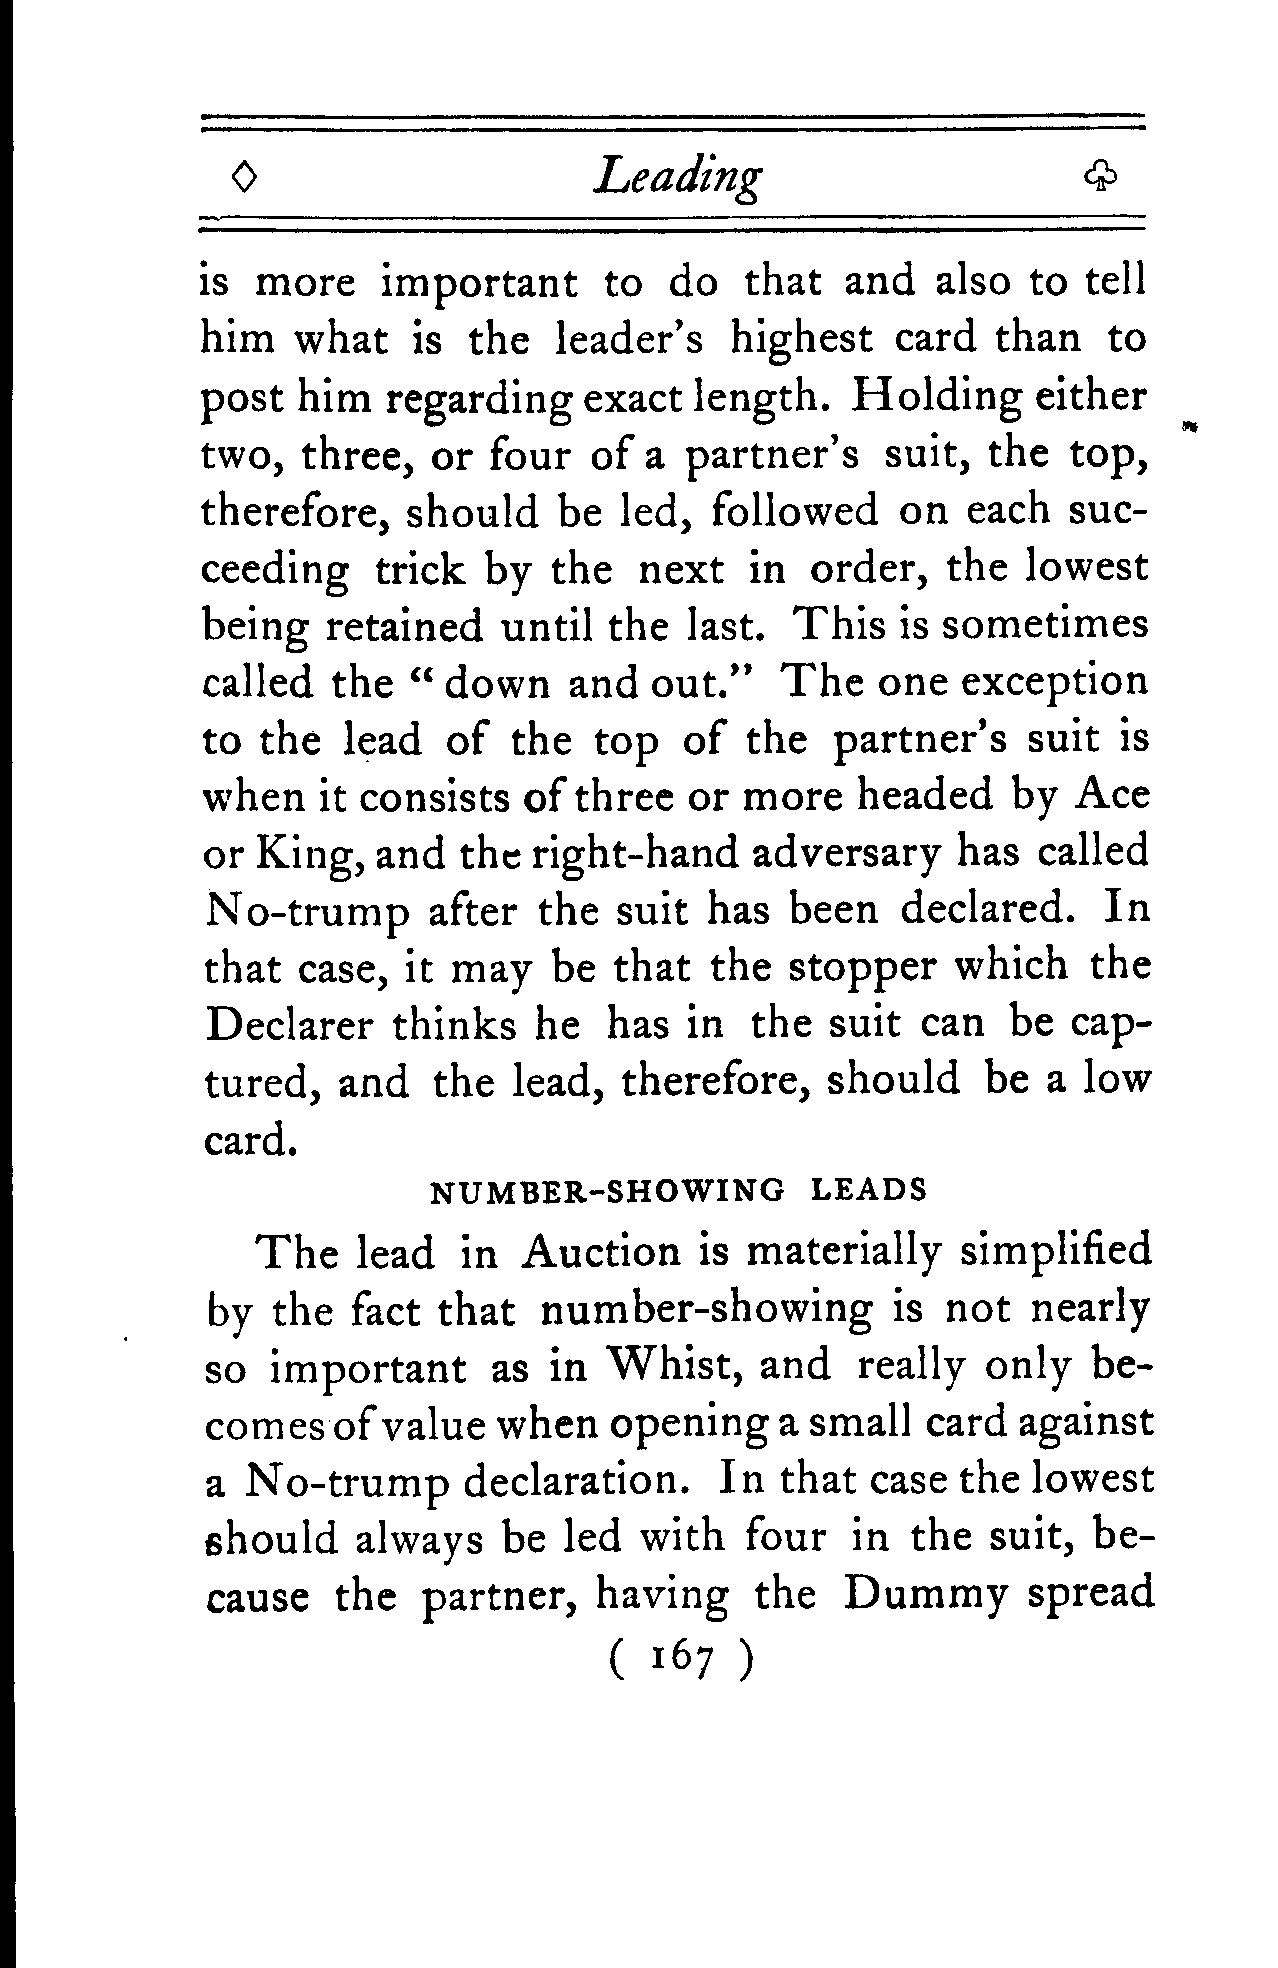 ◊ Leading ♧
is more important to do that and also to tell
him what is the leader's highest card than to
post him regarding exact length. Holding either
two, three, or four of a partner's suit, the top,
therefore, should be led, followed on each suc-
ceeding trick by the next in order, the lowest
being retained until the last. This is sometimes
called the “ down and out.” The one exception
to the lead of the top of the partner's suit is
when it consists of three or more headed by Ace
or King, and the right-hand adversary has called
No-trump after the suit has been declared. In
that case, it may be that the stopper which the
Declarer thinks he has in the suit can be cap-
tured, and the lead, therefore, should be a low
card.
NUMBER-SHOWING LEADS
The lead in Auction is materially simplified
by the fact that number-showing is not nearly
so important as in Whist, and really only be-
comes of value when opening a small card against
a No-trump declaration. In that case the lowest
should always be led with four in the suit, be-
cause the partner, having the Dummy spread
( 167 )